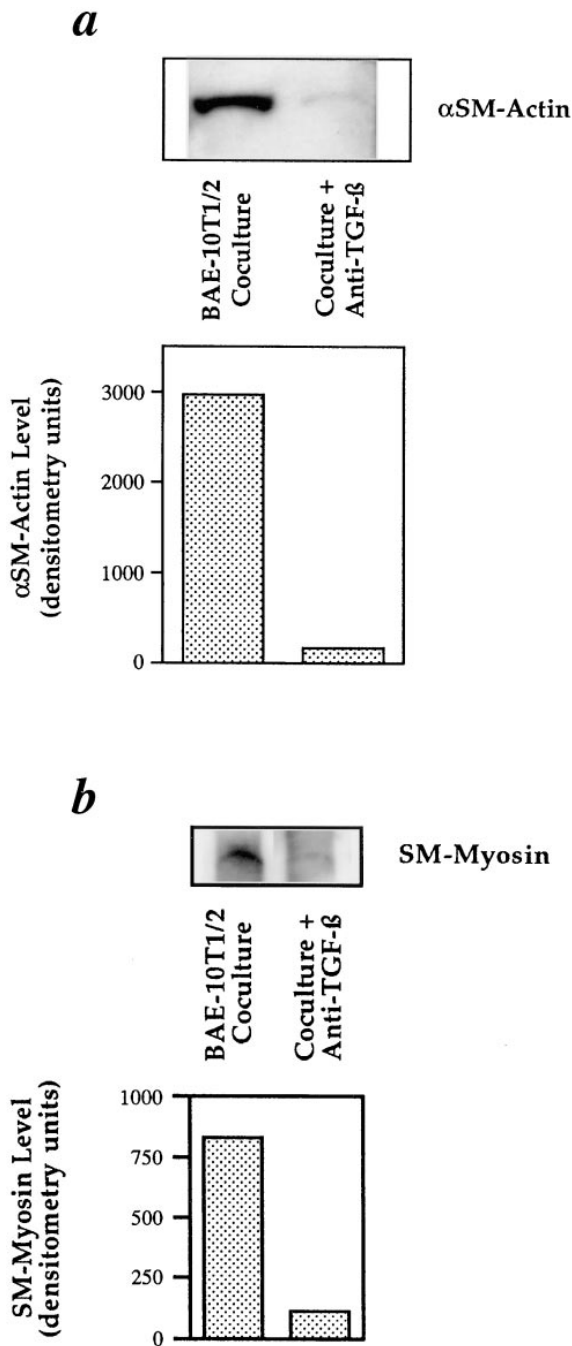 a
αSM-Actin
BAE-10T1/2
Coculture
Coculture +
Anti-TGF-ß
αSM-Actin Level
(densitometry units)
3000
2000
1000
0
b
SM-Myosin
BAE-10T1/2
Coculture
Coculture +
Anti-TGF-ß
SM-Myosin Level
(densitometry units)
1000
750
500
250
0